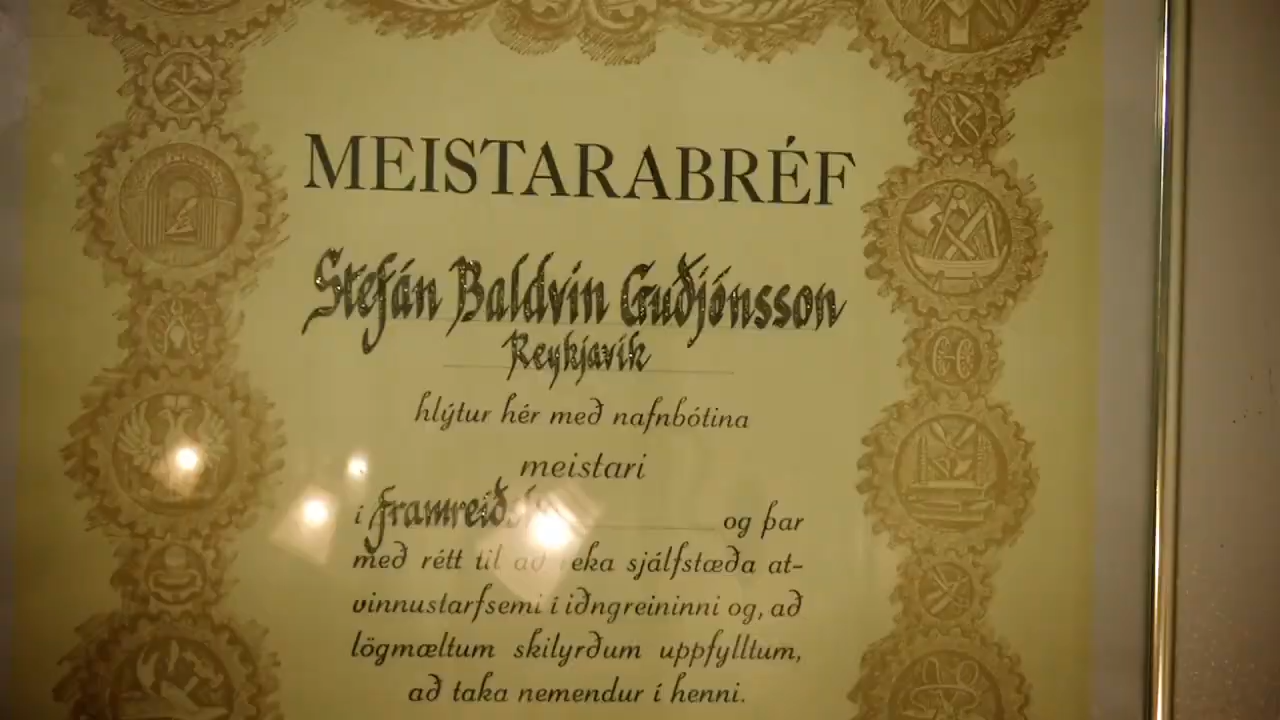 MEISTARABRÉF
Stefán Baldvin Guðjónsson
Reykjavík
hlýtur hér með nafnbótina
meistari
í og þar
með rétt til að sjálfstæða at-
vinnustarfsemi í iðngreininni og, að
lögmæltum skilyrðum uppfylltum,
að taka nemendur í henni.